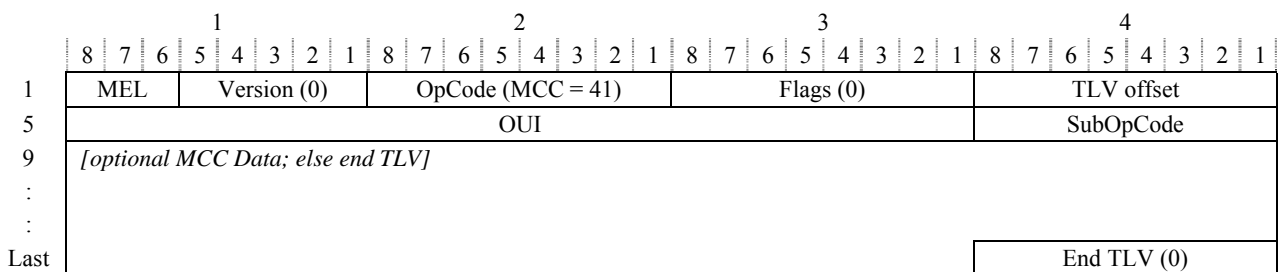 1 2 3 4
8 7 6 5 4 3 2 1 8 7 6 5 4 3 2 1 8 7 6 5 4 3 2 1 8 7 6 5 4 3 2 1
1 MEL Version (0) OpCode (MCC = 41) Flags (0) TLV offset
5 OUI SubOpCode
9 [optional MCC Data; else end TLV]
:
:
Last End TLV (0)